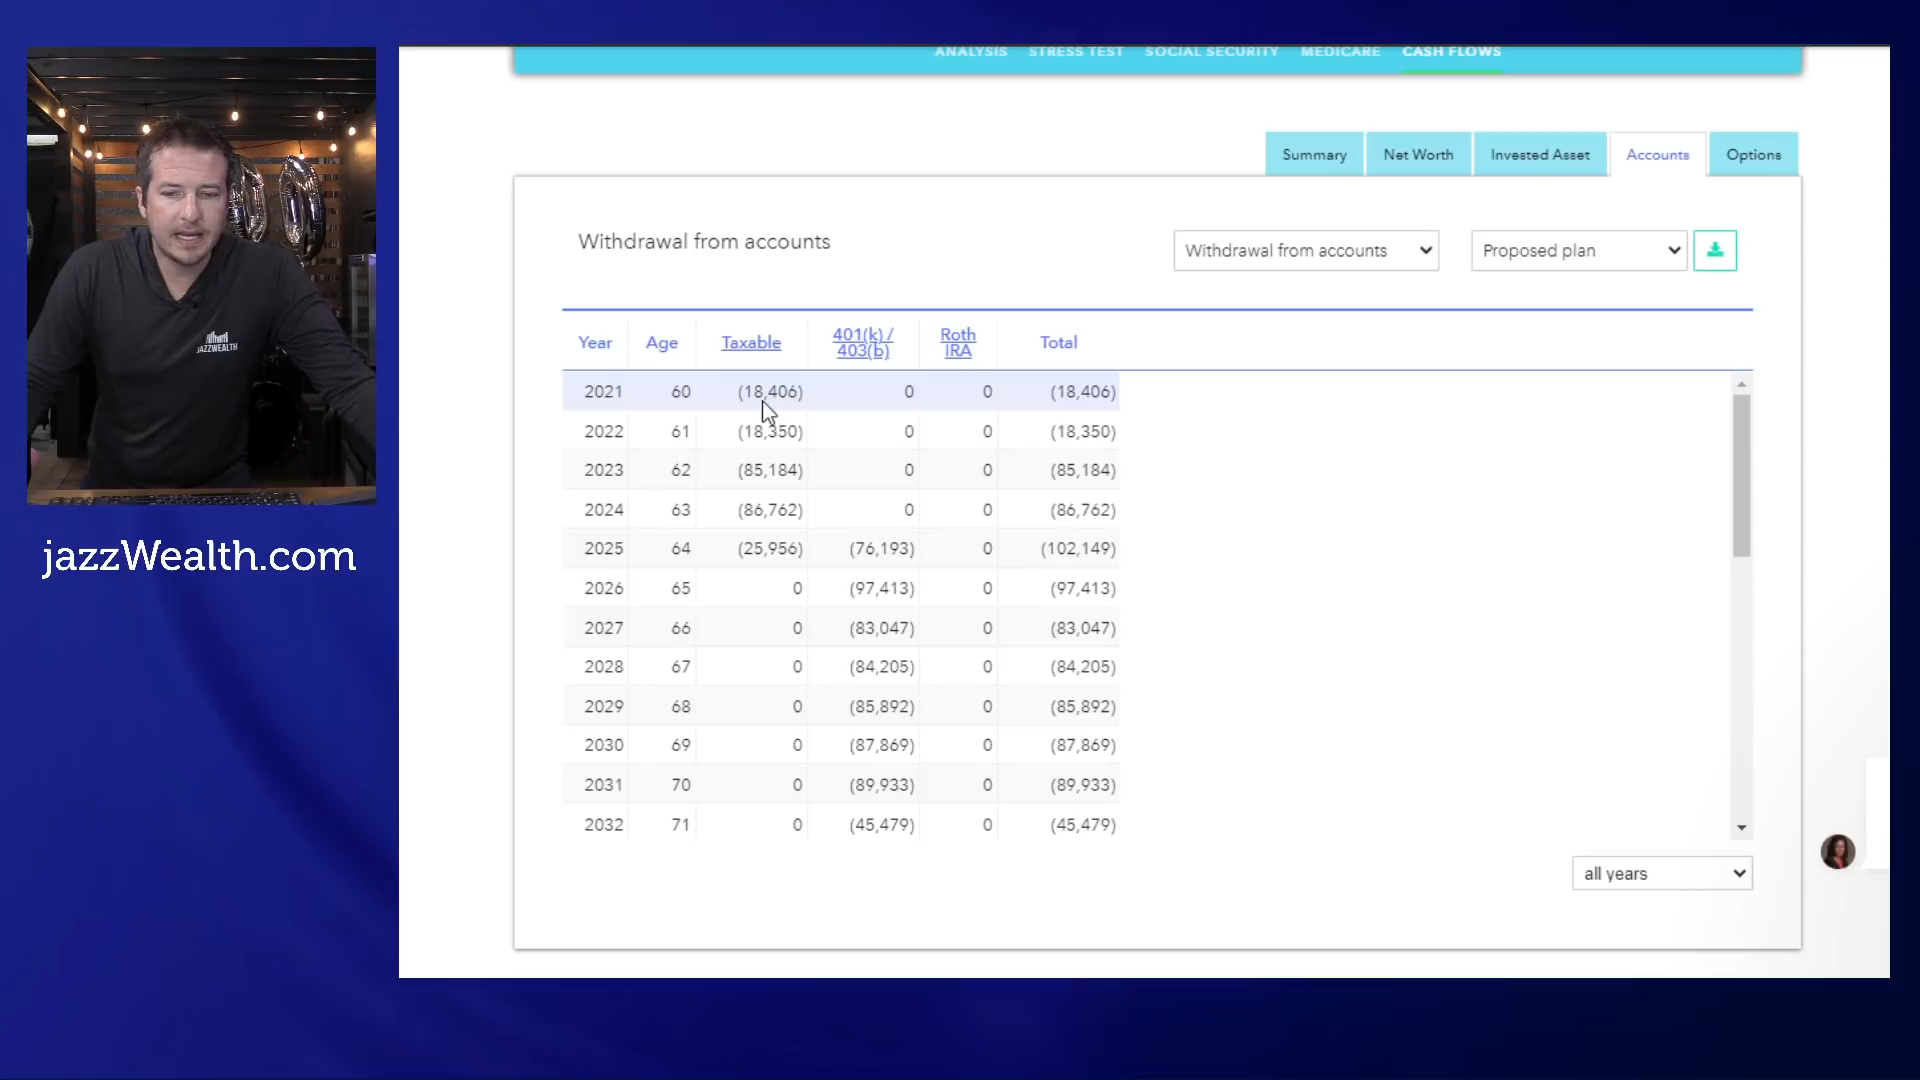 ANALYSIS STRESS TEST SOCIAL SECURITY MEDICARE CASH FLOWS
Summary Net Worth Invested Asset Accounts Options
Withdrawal from accounts Withdrawal from accounts Proposed plan
Year Age Taxable 401(k) / 403(b) Roth IRA Total
2021 60 (18,406) 0 0 (18,406)
2022 61 (18,350) 0 0 (18,350)
2023 62 (85,184) 0 0 (85,184)
2024 63 (86,762) 0 0 (86,762)
2025 64 (25,956) (76,193) 0 (102,149)
2026 65 0 (97,413) 0 (97,413)
2027 66 0 (83,047) 0 (83,047)
2028 67 0 (84,205) 0 (84,205)
2029 68 0 (85,892) 0 (85,892)
2030 69 0 (87,869) 0 (87,869)
2031 70 0 (89,933) 0 (89,933)
2032 71 0 (45,479) 0 (45,479)
all years
JAZZWEALTH
jazzWealth.com